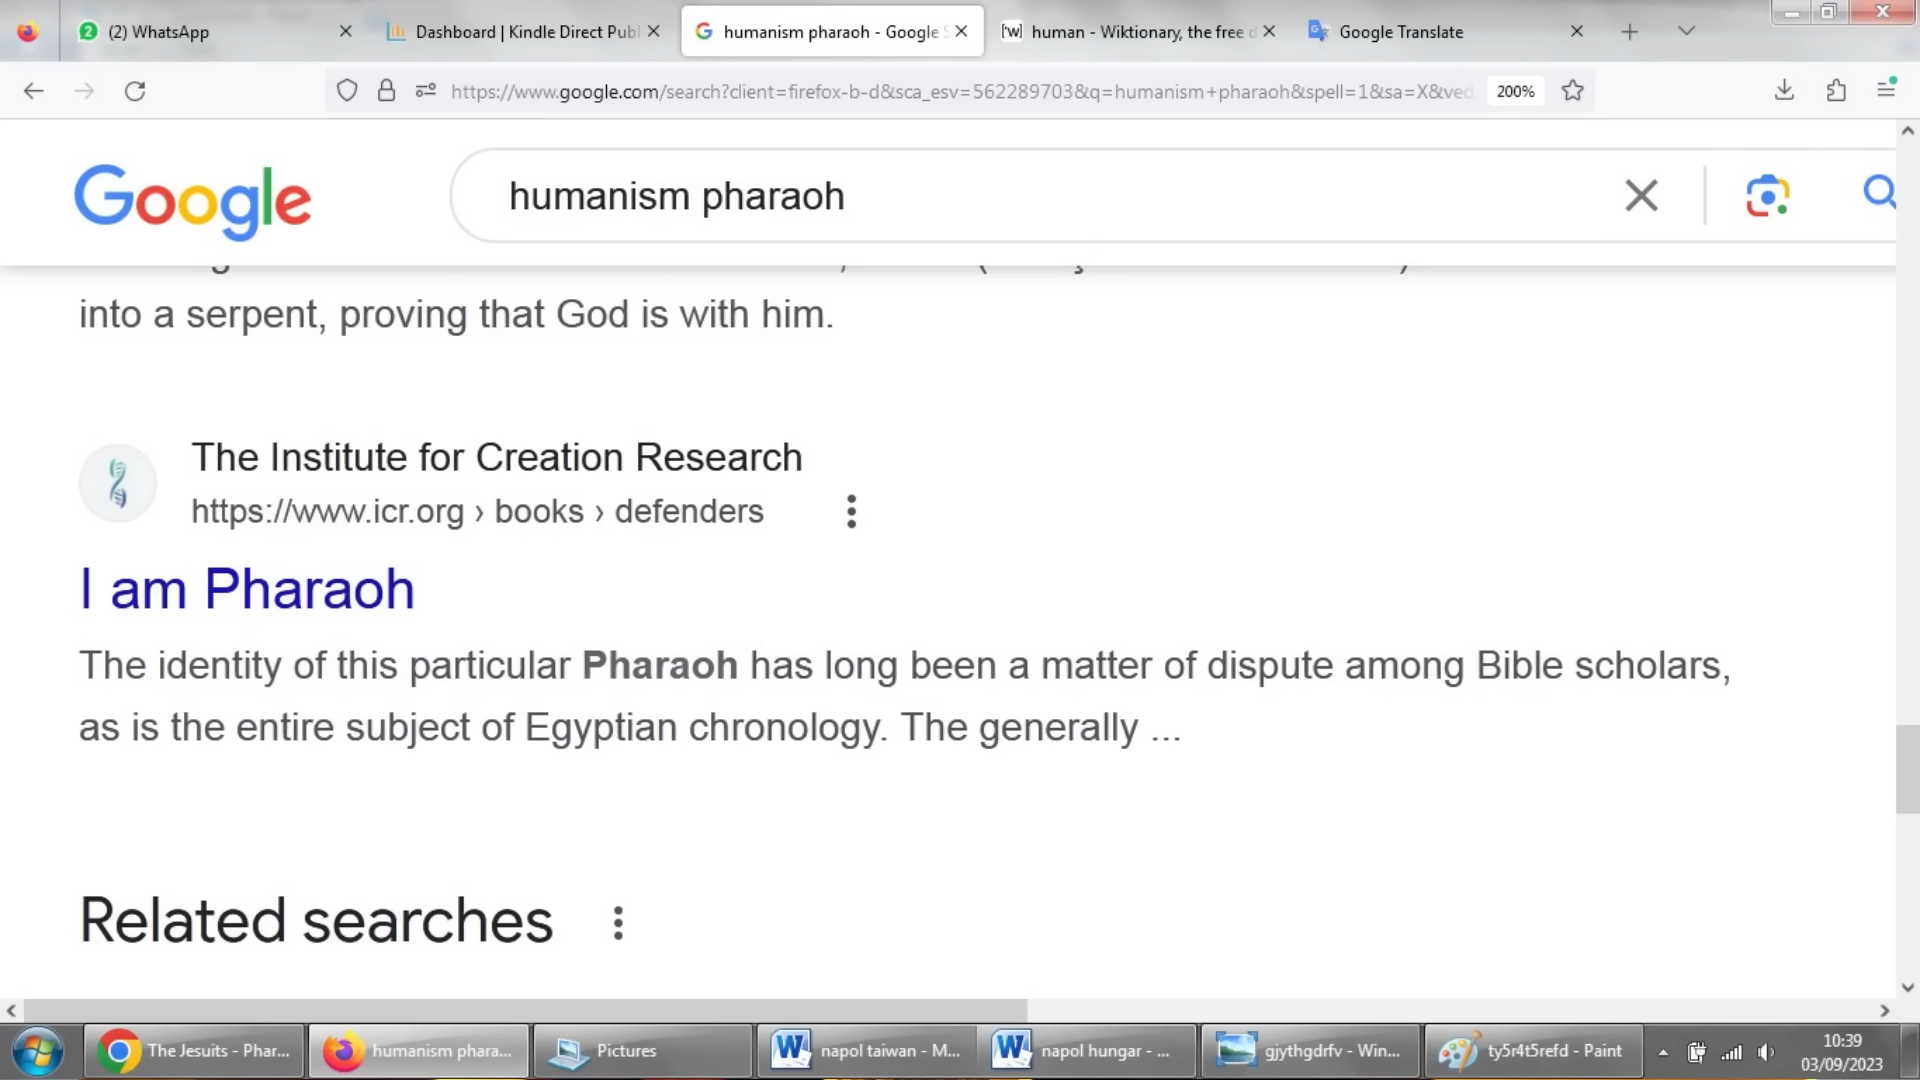 (2) WhatsApp
Dashboard | Kindle Direct Publ
humanism pharaoh - Google S
human - Wiktionary, the free d
Google Translate
https://www.google.com/search?client=firefox-b-d&sca_esv=562289703&q=humanism+pharaoh&spell=1&sa=X&ved
200%
Google
humanism pharaoh
into a serpent, proving that God is with him.
The Institute for Creation Research
https://www.icr.org › books › defenders
I am Pharaoh
The identity of this particular Pharaoh has long been a matter of dispute among Bible scholars,
as is the entire subject of Egyptian chronology. The generally ...
Related searches
The Jesuits - Phar...
humanism phara...
Pictures
napol taiwan - M...
napol hungar - ...
gjythgdrfv - Win...
ty5r4t5refd - Paint
10:39
03/09/2023